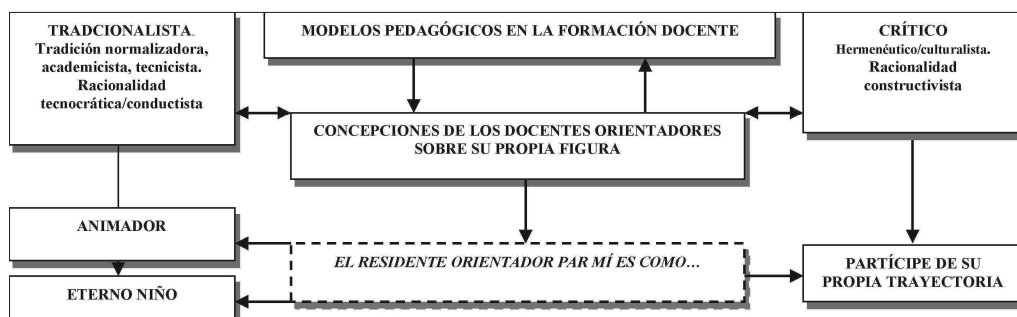 TRADCIONALISTA.
Tradición normalizadora,
academicista, tecnicista.
Racionalidad
tecnocrática/conductista
MODELOS PEDAGÓGICOS EN LA FORMACIÓN DOCENTE
CRÍTICO
Hermenéutico/culturalista.
Racionalidad
constructivista
CONCEPCIONES DE LOS DOCENTES ORIENTADORES
SOBRE SU PROPIA FIGURA
ANIMADOR
EL RESIDENTE ORIENTADOR PAR MÍ ES COMO…
PARTÍCIPE DE SU
PROPIA TRAYECTORIA
ETERNO NIÑO